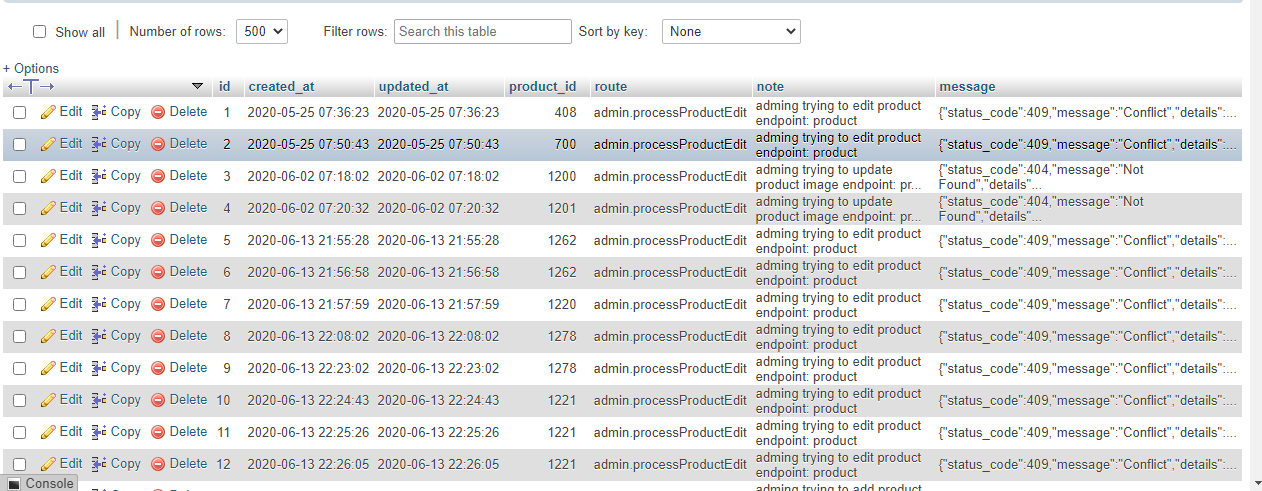 Show all Number of rows: 500 Filter rows: Search this table Sort by key: None
+ Options
id created_at updated_at product_id route note message
Edit Copy Delete 1 2020-05-25 07:36:23 2020-05-25 07:36:23 408 admin.processProductEdit adming trying to edit product {"status_code":409,"message":"Conflict","details":...
endpoint: product
Edit Copy Delete 2 2020-05-25 07:50:43 2020-05-25 07:50:43 700 admin.processProductEdit adming trying to edit product {"status_code":409,"message":"Conflict","details":...
endpoint: product
Edit Copy Delete 3 2020-06-02 07:18:02 2020-06-02 07:18:02 1200 admin.processProductEdit adming trying to update {"status_code":404,"message":"Not
product image endpoint: pr... Found","details"...
Edit Copy Delete 4 2020-06-02 07:20:32 2020-06-02 07:20:32 1201 admin.processProductEdit adming trying to update {"status_code":404,"message":"Not
product image endpoint: pr... Found","details"...
Edit Copy Delete 5 2020-06-13 21:55:28 2020-06-13 21:55:28 1262 admin.processProductEdit adming trying to edit product {"status_code":409,"message":"Conflict","details":...
endpoint: product
Edit Copy Delete 6 2020-06-13 21:56:58 2020-06-13 21:56:58 1262 admin.processProductEdit adming trying to edit product {"status_code":409,"message":"Conflict","details":...
endpoint: product
Edit Copy Delete 7 2020-06-13 21:57:59 2020-06-13 21:57:59 1220 admin.processProductEdit adming trying to edit product {"status_code":409,"message":"Conflict","details":...
endpoint: product
Edit Copy Delete 8 2020-06-13 22:08:02 2020-06-13 22:08:02 1278 admin.processProductEdit adming trying to edit product {"status_code":409,"message":"Conflict","details":...
endpoint: product
Edit Copy Delete 9 2020-06-13 22:23:02 2020-06-13 22:23:02 1278 admin.processProductEdit adming trying to edit product {"status_code":409,"message":"Conflict","details":...
endpoint: product
Edit Copy Delete 10 2020-06-13 22:24:43 2020-06-13 22:24:43 1221 admin.processProductEdit adming trying to edit product {"status_code":409,"message":"Conflict","details":...
endpoint: product
Edit Copy Delete 11 2020-06-13 22:25:26 2020-06-13 22:25:26 1221 admin.processProductEdit adming trying to edit product {"status_code":409,"message":"Conflict","details":...
endpoint: product
Edit Copy Delete 12 2020-06-13 22:26:05 2020-06-13 22:26:05 1221 admin.processProductEdit adming trying to edit product {"status_code":409,"message":"Conflict","details":...
endpoint: product
Console
adming trying to add product